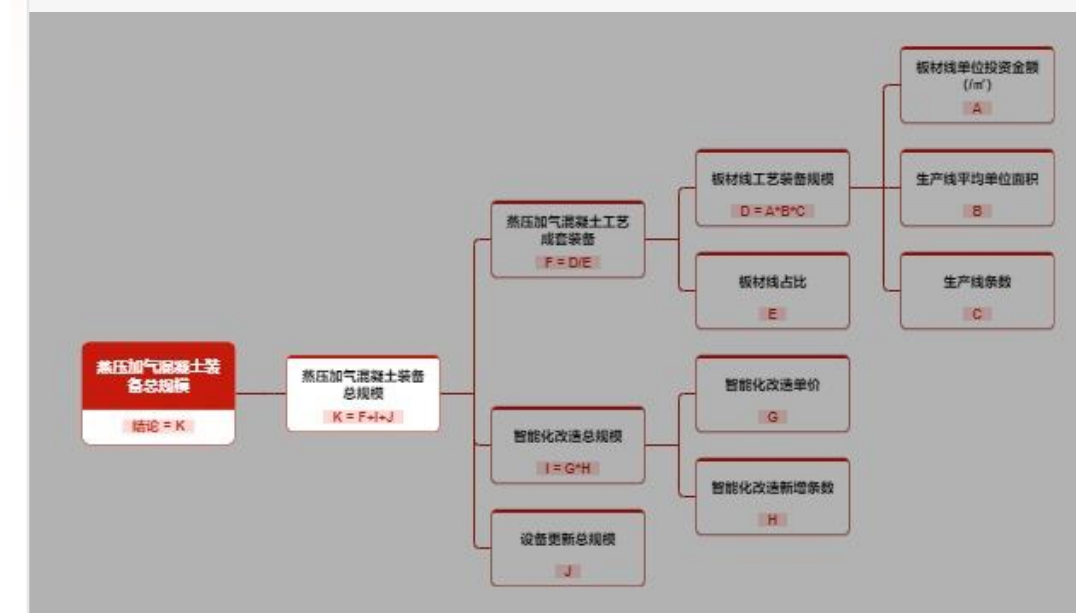 板材线单位投资金额
(/㎡)
A
板材线工艺装备规模
D = A*B*C
生产线平均单位面积
B
蒸压加气混凝土工艺
成套装备
F = D/E
板材线占比
E
生产线条数
C
蒸压加气混凝土装
备总规模
结论 = K
蒸压加气混凝土装备
总规模
K = F+I+J
智能化改造单价
G
智能化改造总规模
I = G*H
智能化改造新增条数
H
设备更新总规模
J